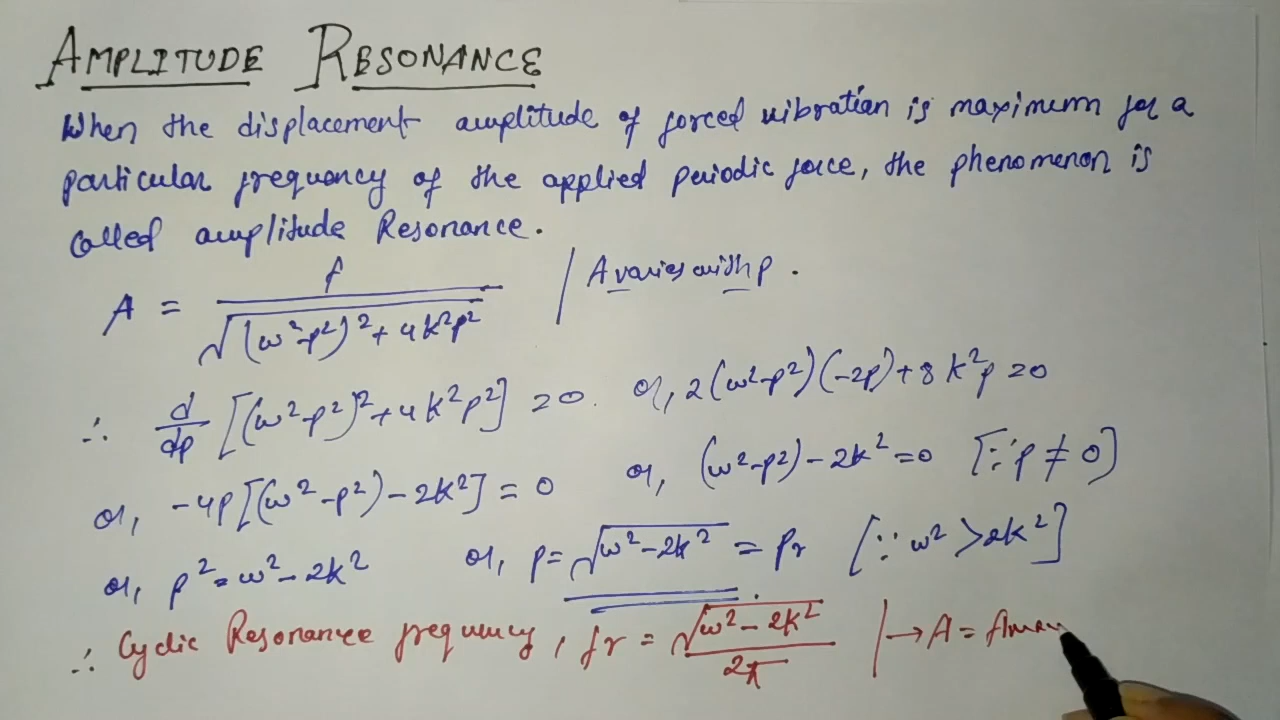 AMPLITUDE RESONANCE
When the displacement amplitude of forced vibration is maximum for a
particular frequency of the applied periodic force, the phenomenon is
called amplitude Resonance.
A = f / √((ω²-p²)²+4k²p²) | A varies with p.
∴ d/dp [(ω²-p²)²+4k²p²] =0. or, 2(ω²-p²)(-2p)+8k²p =0
or, -4p[(ω²-p²)-2k²] = 0 or, (ω²-p²)-2k²=0 [∵ p ≠ 0]
or, p²=ω²-2k² or, p=√(ω²-2k²) = pr [∵ ω² >2k²]
∴ Cyclic Resonance frequency, fr = √(ω²-2k²) / 2π | → A = Amax